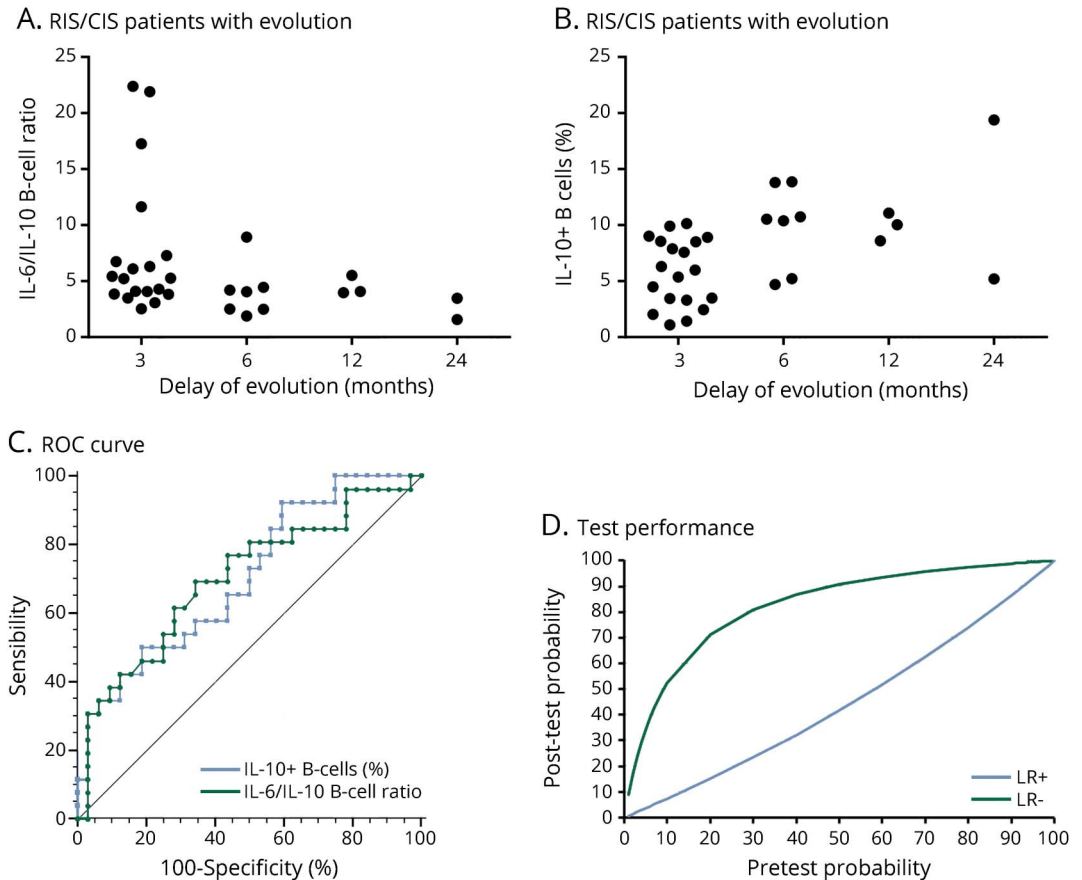 A. RIS/CIS patients with evolution
25
20
15
10
5
0
IL-6/IL-10 B-cell ratio
3 6 12 24
Delay of evolution (months)
B. RIS/CIS patients with evolution
25
20
15
10
5
0
IL-10+ B cells (%)
3 6 12 24
Delay of evolution (months)
C. ROC curve
100
80
60
40
20
0
Sensibility
IL-10+ B-cells (%)
IL-6/IL-10 B-cell ratio
0 20 40 60 80 100
100-Specificity (%)
D. Test performance
100
90
80
70
60
50
40
30
20
10
0
Post-test probability
LR+
LR-
0 10 20 30 40 50 60 70 80 90 100
Pretest probability